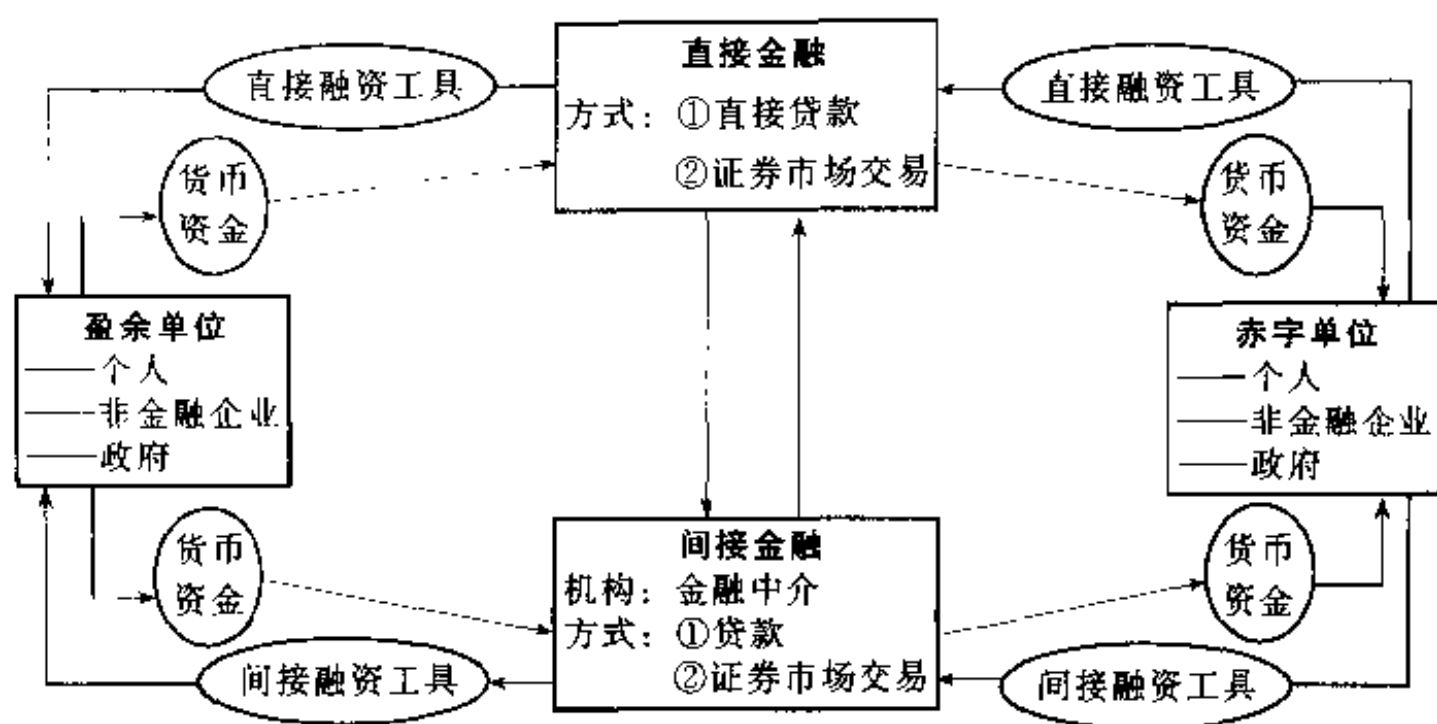 直接金融
直接融资工具
直接融资工具
方式：①直接贷款
②证券市场交易
货币
资金
货币
资金
盈余单位
——个人
——非金融企业
——政府
赤字单位
——个人
——非金融企业
——政府
货币
资金
间接金融
机构：金融中介
方式：①贷款
②证券市场交易
货币
资金
间接融资工具
间接融资工具